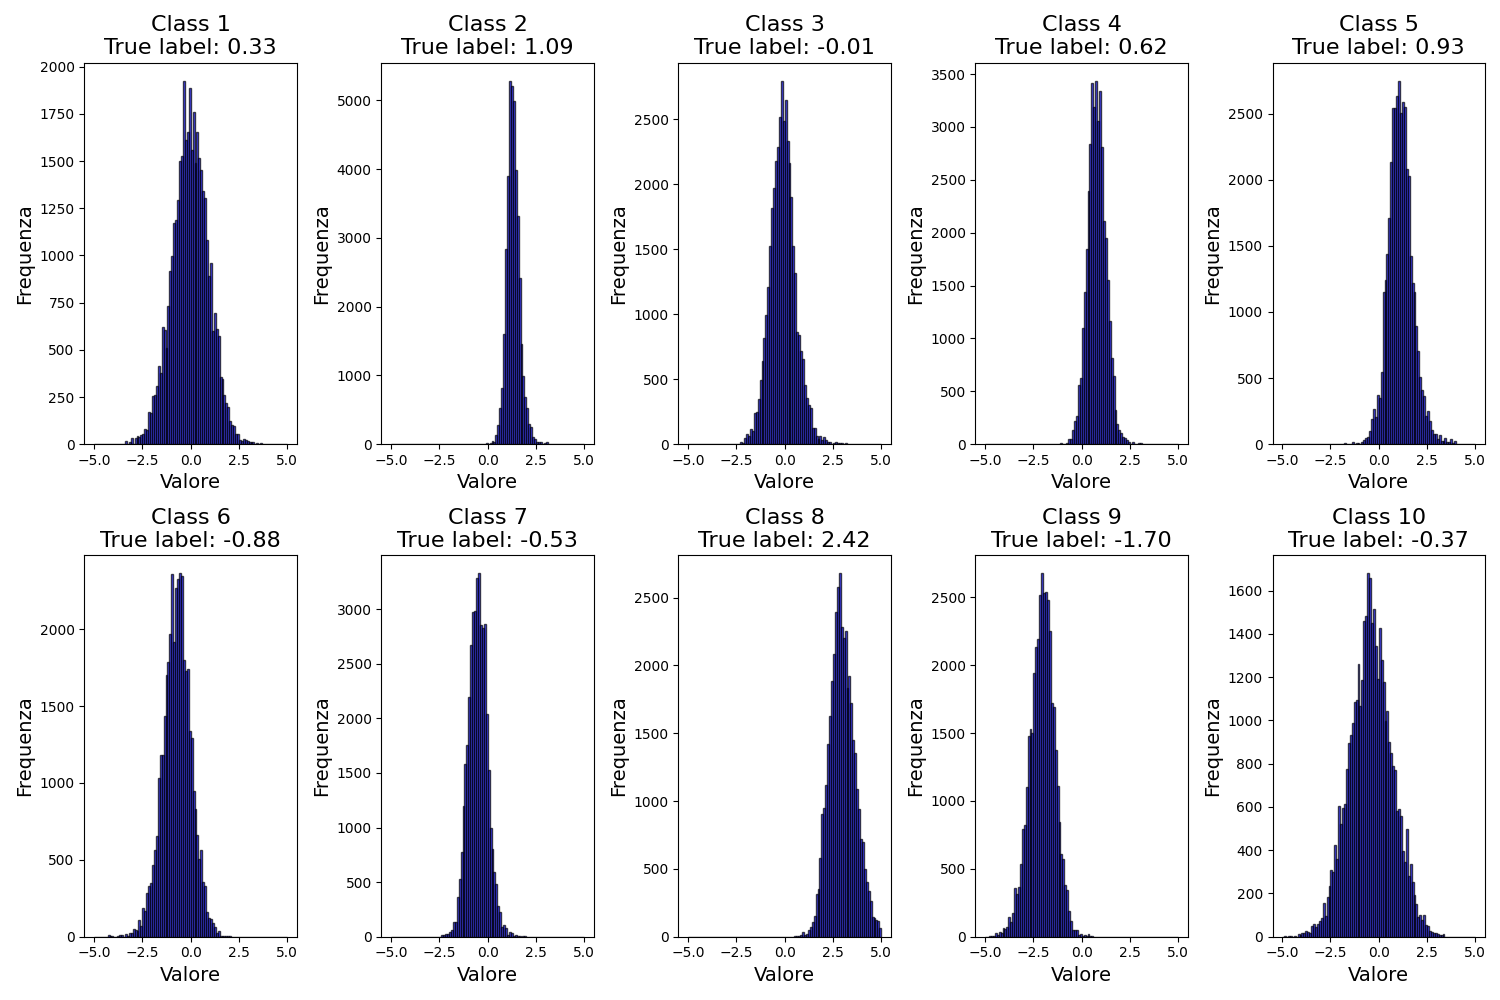 Class 1
True label: 0.33
Class 2
True label: 1.09
Class 3
True label: -0.01
Class 4
True label: 0.62
Class 5
True label: 0.93
Frequenza
2000
1750
1500
1250
1000
750
500
250
0
−5.0 −2.5 0.0 2.5 5.0
Valore
Frequenza
5000
4000
3000
2000
1000
0
−5.0 −2.5 0.0 2.5 5.0
Valore
Frequenza
2500
2000
1500
1000
500
0
−5.0 −2.5 0.0 2.5 5.0
Valore
Frequenza
3500
3000
2500
2000
1500
1000
500
0
−5.0 −2.5 0.0 2.5 5.0
Valore
Frequenza
2500
2000
1500
1000
500
0
−5.0 −2.5 0.0 2.5 5.0
Valore
Class 6
True label: -0.88
Class 7
True label: -0.53
Class 8
True label: 2.42
Class 9
True label: -1.70
Class 10
True label: -0.37
Frequenza
2000
1500
1000
500
0
−5.0 −2.5 0.0 2.5 5.0
Valore
Frequenza
3000
2500
2000
1500
1000
500
0
−5.0 −2.5 0.0 2.5 5.0
Valore
Frequenza
2500
2000
1500
1000
500
0
−5.0 −2.5 0.0 2.5 5.0
Valore
Frequenza
2500
2000
1500
1000
500
0
−5.0 −2.5 0.0 2.5 5.0
Valore
Frequenza
1600
1400
1200
1000
800
600
400
200
0
−5.0 −2.5 0.0 2.5 5.0
Valore